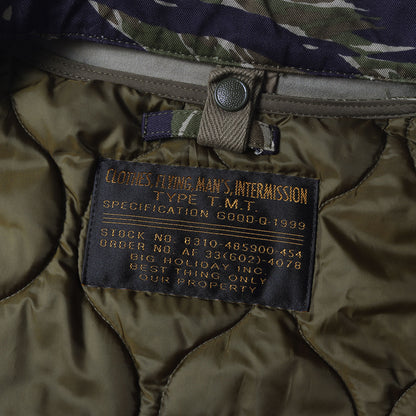 CLOTHES, FLYING, MAN'S, INTERMISSION
TYPE T.M.T.
SPECIFICATION GOOD-Q-1999
STOCK NO. 8310-485900-454
ORDER NO. AF 33(602)-4078
BIG HOLIDAY INC.
BEST THING ONLY
OUR PROPERTY